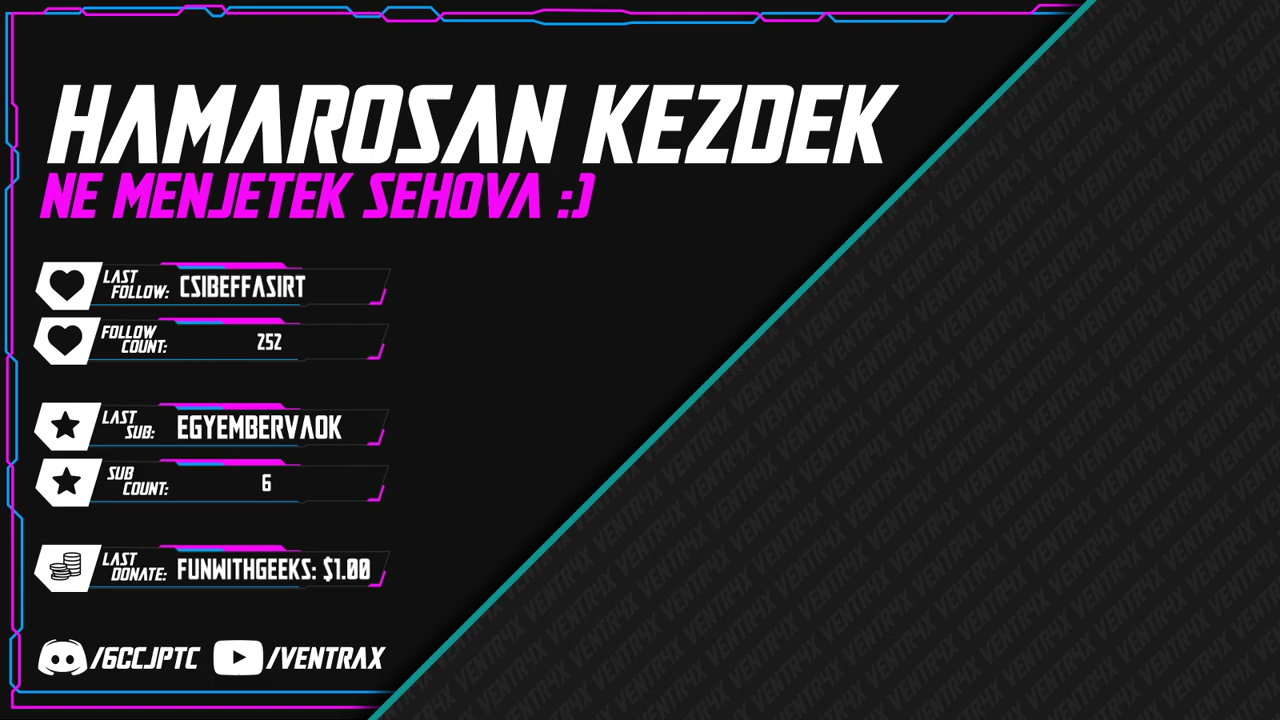 HAMAROSAN KEZDEK
NE MENJETEK SEHOVA :)
LAST FOLLOW: CSIBEFFASIRT
FOLLOW COUNT: 252
LAST SUB: EGYEMBERVAOK
SUB COUNT: 6
LAST DONATE: FUNWITHGEEKS: $1.00
/6CCJPTC /VENTRAX
VENTR4X